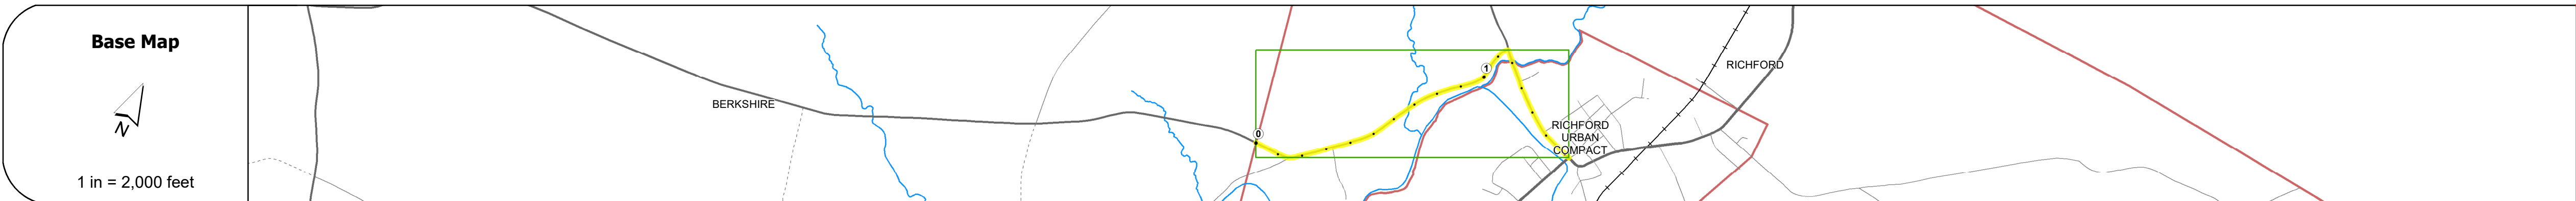 Base Map
N
1 in = 2,000 feet
BERKSHIRE
0
1
RICHFORD
RICHFORD
URBAN
COMPACT